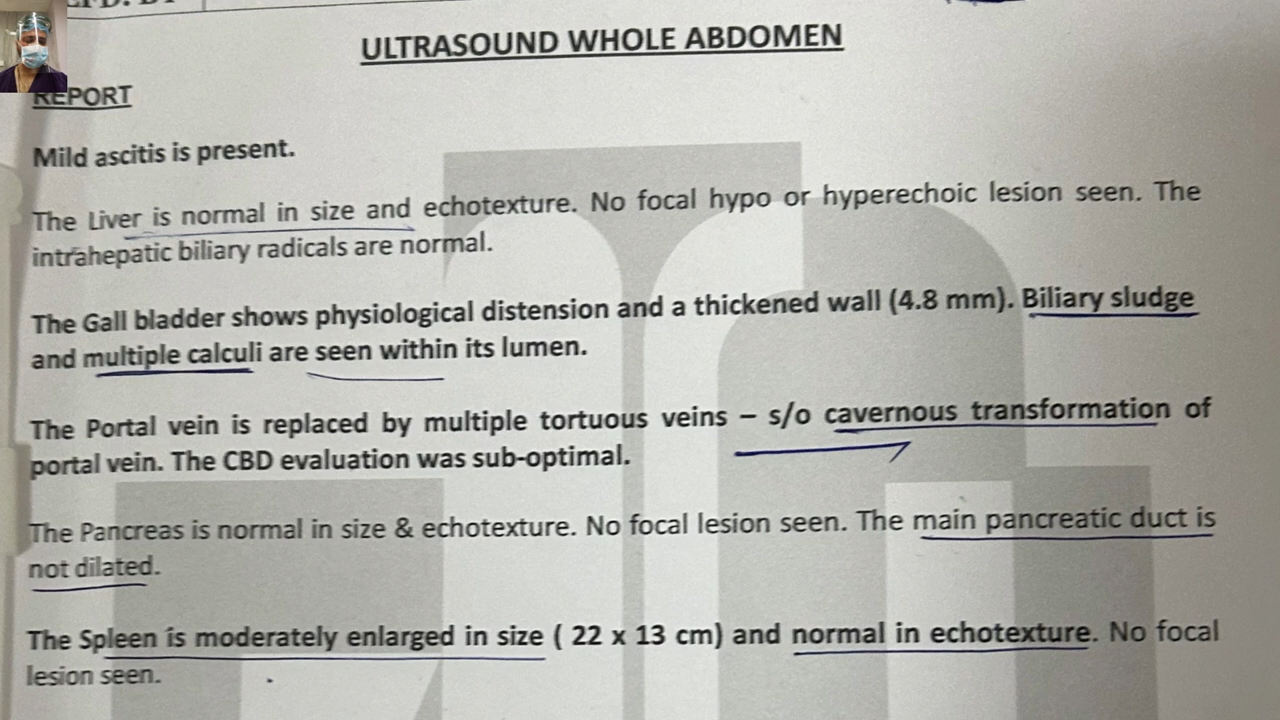 ULTRASOUND WHOLE ABDOMEN
REPORT
Mild ascitis is present.
The Liver is normal in size and echotexture. No focal hypo or hyperechoic lesion seen. The
intrahepatic biliary radicals are normal.
The Gall bladder shows physiological distension and a thickened wall (4.8 mm). Biliary sludge
and multiple calculi are seen within its lumen.
The Portal vein is replaced by multiple tortuous veins – s/o cavernous transformation of
portal vein. The CBD evaluation was sub-optimal.
The Pancreas is normal in size & echotexture. No focal lesion seen. The main pancreatic duct is
not dilated.
The Spleen is moderately enlarged in size ( 22 x 13 cm) and normal in echotexture. No focal
lesion seen.